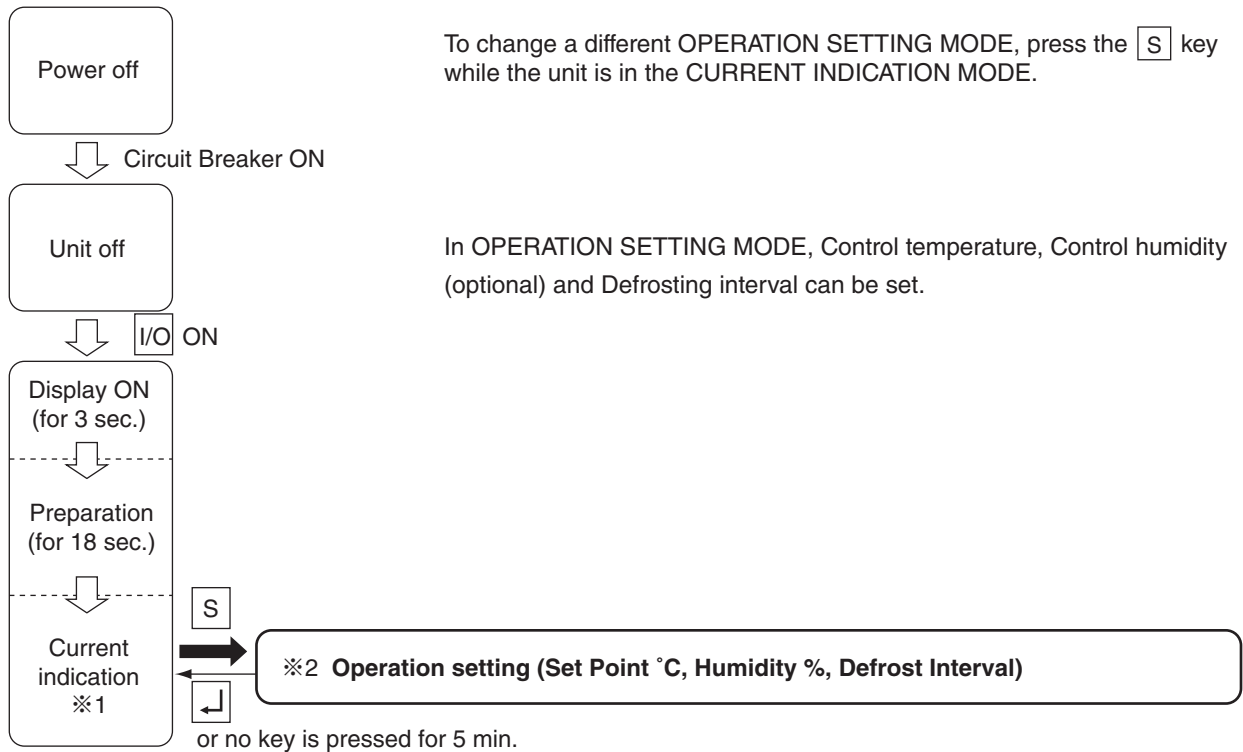 Power off
To change a different OPERATION SETTING MODE, press the S key
while the unit is in the CURRENT INDICATION MODE.
Circuit Breaker ON
Unit off
In OPERATION SETTING MODE, Control temperature, Control humidity
(optional) and Defrosting interval can be set.
I/O ON
Display ON
(for 3 sec.)
Preparation
(for 18 sec.)
S
Current
indication
※1
※2 Operation setting (Set Point ˚C, Humidity %, Defrost Interval)
↵
or no key is pressed for 5 min.